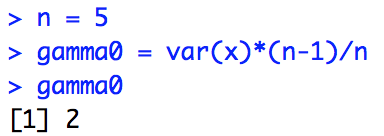 > n = 5
> gamma0 = var(x)*(n-1)/n
> gamma0
[1] 2